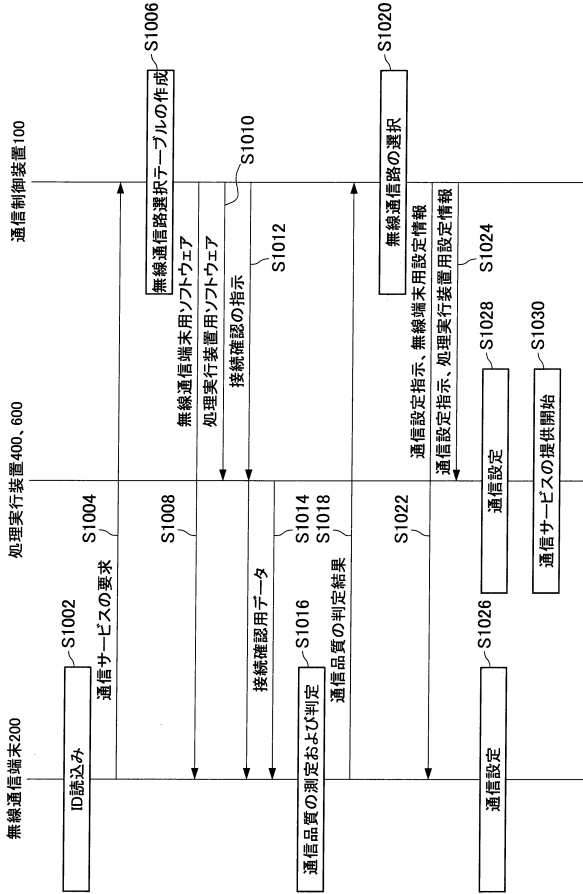 無線通信端末200
処理実行装置400、600
通信制御装置100
ID読込み
S1002
S1004
通信サービスの要求
S1006
無線通信路選択テーブルの作成
S1008
無線通信端末用ソフトウェア
処理実行装置用ソフトウェア
S1010
接続確認の指示
S1012
接続確認用データ
S1014
S1016
通信品質の測定および判定
S1018
通信品質の判定結果
S1020
無線通信路の選択
S1022
通信設定指示、無線端末用設定情報
通信設定指示、処理実行装置用設定情報
S1024
S1026
通信設定
S1028
通信設定
S1030
通信サービスの提供開始